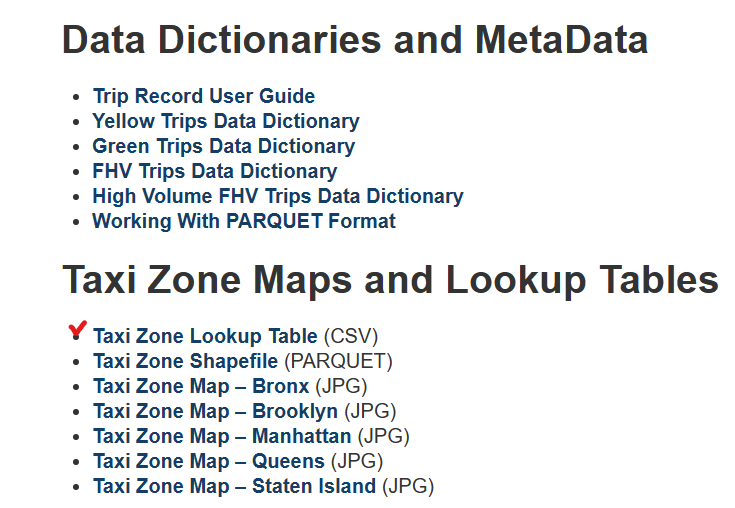 Data Dictionaries and MetaData
Trip Record User Guide
Yellow Trips Data Dictionary
Green Trips Data Dictionary
FHV Trips Data Dictionary
High Volume FHV Trips Data Dictionary
Working With PARQUET Format
Taxi Zone Maps and Lookup Tables
Taxi Zone Lookup Table (CSV)
Taxi Zone Shapefile (PARQUET)
Taxi Zone Map – Bronx (JPG)
Taxi Zone Map – Brooklyn (JPG)
Taxi Zone Map – Manhattan (JPG)
Taxi Zone Map – Queens (JPG)
Taxi Zone Map – Staten Island (JPG)